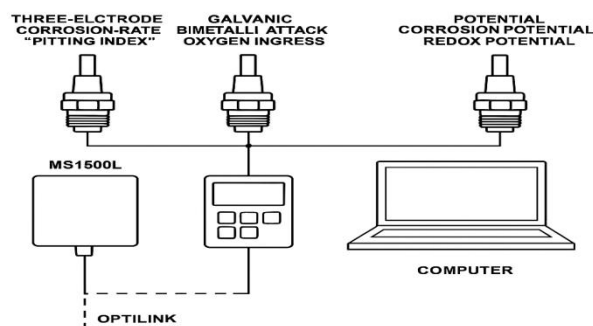 THREE-ELCTRODE
CORROSION-RATE
"PITTING INDEX"
GALVANIC
BIMETALLI ATTACK
OXYGEN INGRESS
POTENTIAL
CORROSION POTENTIAL
REDOX POTENTIAL
MS1500L
COMPUTER
OPTILINK